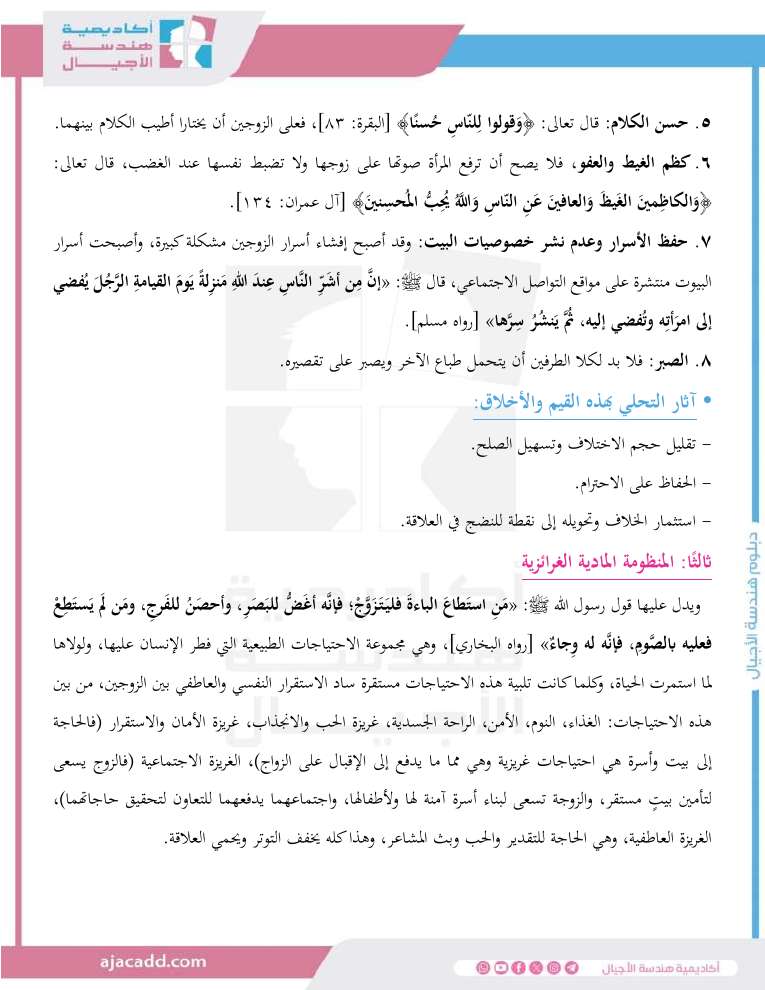 أكاديمية
هندسة
الأجيال
٥. حسن الكلام: قال تعالى: ﴿وَقولوا لِلنّاسِ حُسنًا﴾ [البقرة: ٨٣]، فعلى الزوجين أن يختارا أطيب الكلام بينهما.
٦. كظم الغيط والعفو، فلا يصح أن ترفع المرأة صوتها على زوجها ولا تضبط نفسها عند الغضب، قال تعالى:
﴿وَالكاظِمينَ الغَيظَ وَالعافينَ عَنِ النّاسِ وَاللَّهُ يُحِبُّ المُحسِنينَ﴾ [آل عمران: ١٣٤].
٧. حفظ الأسرار وعدم نشر خصوصيات البيت: وقد أصبح إفشاء أسرار الزوجين مشكلة كبيرة، وأصبحت أسرار
البيوت منتشرة على مواقع التواصل الاجتماعي، قال ﷺ: «إنَّ مِن أشَرِّ النَّاسِ عِندَ اللهِ مَنزِلةً يَومَ القيامةِ الرَّجُلَ يُفضي
إلى امرَأتِه وتُفضي إليه، ثُمَّ يَنشُرُ سِرَّها» [رواه مسلم].
٨. الصبر: فلا بد لكلا الطرفين أن يتحمل طباع الآخر ويصبر على تقصيره.
• آثار التحلي بهذه القيم والأخلاق:
– تقليل حجم الاختلاف وتسهيل الصلح.
– الحفاظ على الاحترام.
– استثمار الخلاف وتحويله إلى نقطة للنضج في العلاقة.
ثالثًا: المنظومة المادية الغرائزية
ويدل عليها قول رسول الله ﷺ: «مَنِ استَطاعَ الباءةَ فليَتَزَوَّجْ؛ فإنَّه أغَضُّ للبَصَرِ، وأحصَنُ للفَرجِ، ومَن لَم يَستَطِعْ
فعليه بالصَّومِ، فإنَّه له وِجاءٌ» [رواه البخاري]، وهي مجموعة الاحتياجات الطبيعية التي فطر الإنسان عليها، ولولاها
لما استمرت الحياة، وكلما كانت تلبية هذه الاحتياجات مستقرة ساد الاستقرار النفسي والعاطفي بين الزوجين، من بين
هذه الاحتياجات: الغذاء، النوم، الأمن، الراحة الجسدية، غريزة الحب والانجذاب، غريزة الأمان والاستقرار (فالحاجة
إلى بيت وأسرة هي احتياجات غريزية وهي مما ما يدفع إلى الإقبال على الزواج)، الغريزة الاجتماعية (فالزوج يسعى
لتأمين بيتٍ مستقر، والزوجة تسعى لبناء أسرة آمنة لها ولأطفالها، واجتماعهما يدفعهما للتعاون لتحقيق حاجاتهما)،
الغريزة العاطفية، وهي الحاجة للتقدير والحب وبث المشاعر، وهذا كله يخفف التوتر ويحمي العلاقة.
دبلوم هندسة الأجيال
أكاديمية
هندسة
الأجيال
أكاديمية هندسة الأجيال
ajacadd.com